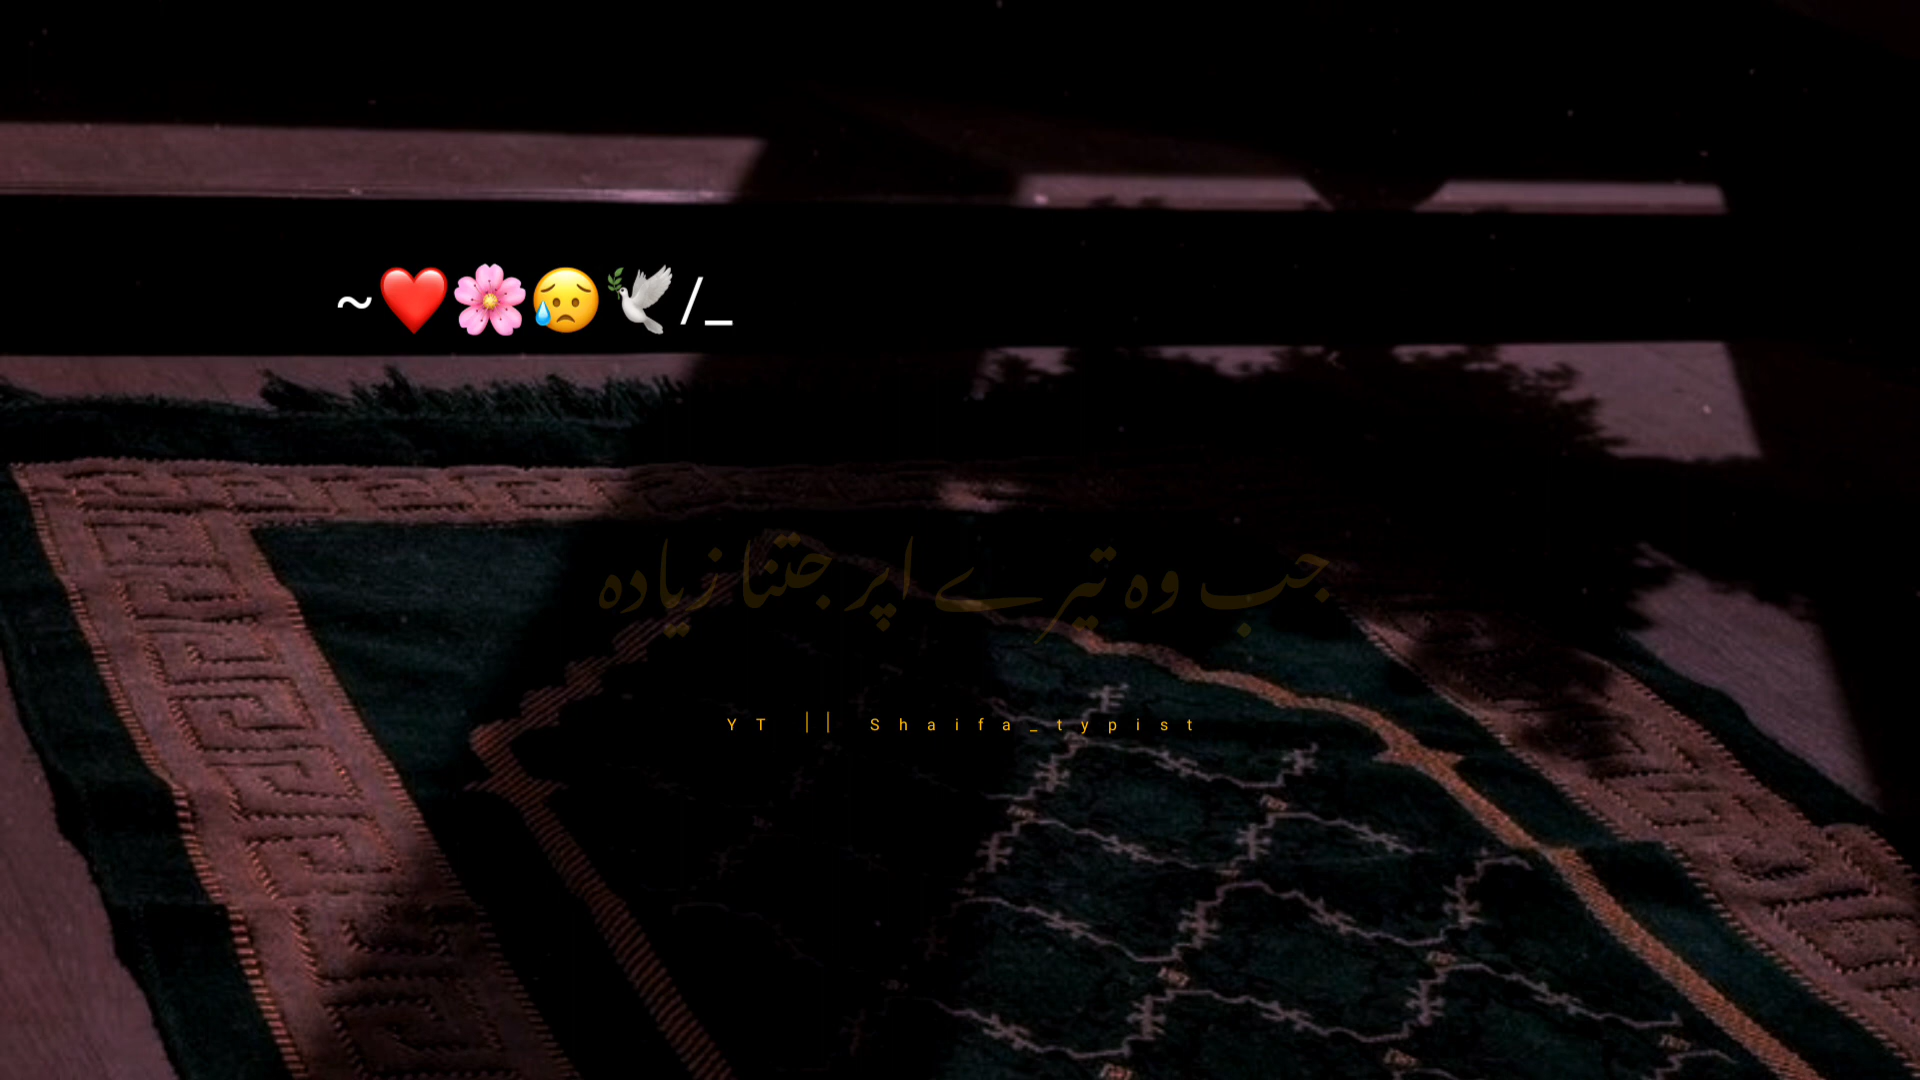 ~❤️🌸😥🕊️/_
جب وہ تیرے اپر جتنا زیادہ
YT || Shaifa_typist